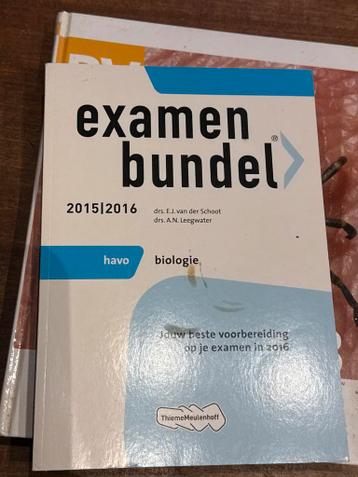 examen
bundel®
2015|2016
drs. E.J. van der Schoot
drs. A.N. Leegwater
havo
biologie
Jouw beste voorbereiding
op je examen in 2016
ThiemeMeulenhoff